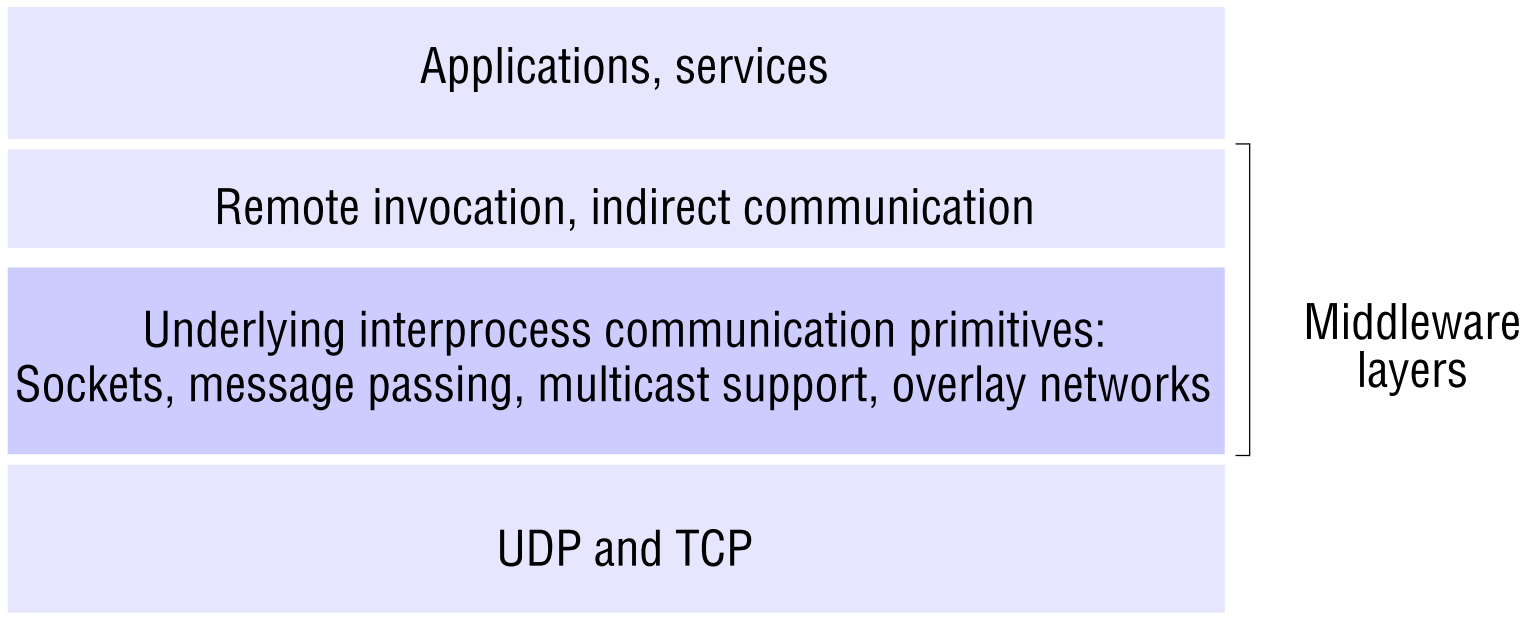 Applications, services
Remote invocation, indirect communication
Underlying interprocess communication primitives:
Sockets, message passing, multicast support, overlay networks
Middleware
layers
UDP and TCP